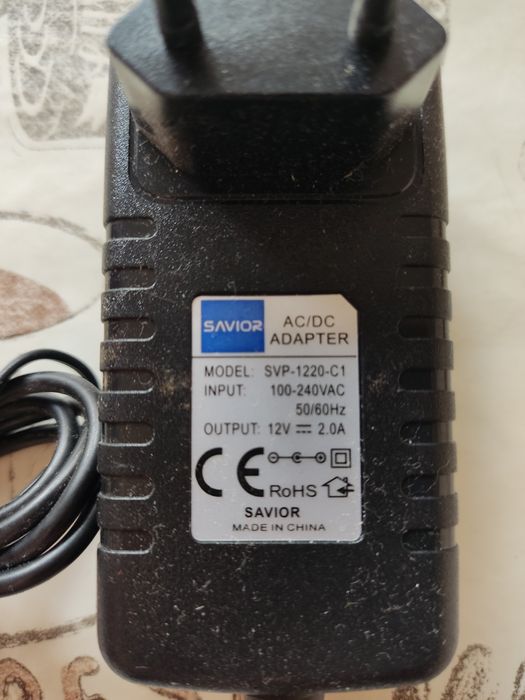 SAVIOR
AC/DC
ADAPTER
MODEL: SVP-1220-C1
INPUT: 100-240VAC
50/60Hz
OUTPUT: 12V ⎓ 2.0A
CE
RoHS
SAVIOR
MADE IN CHINA